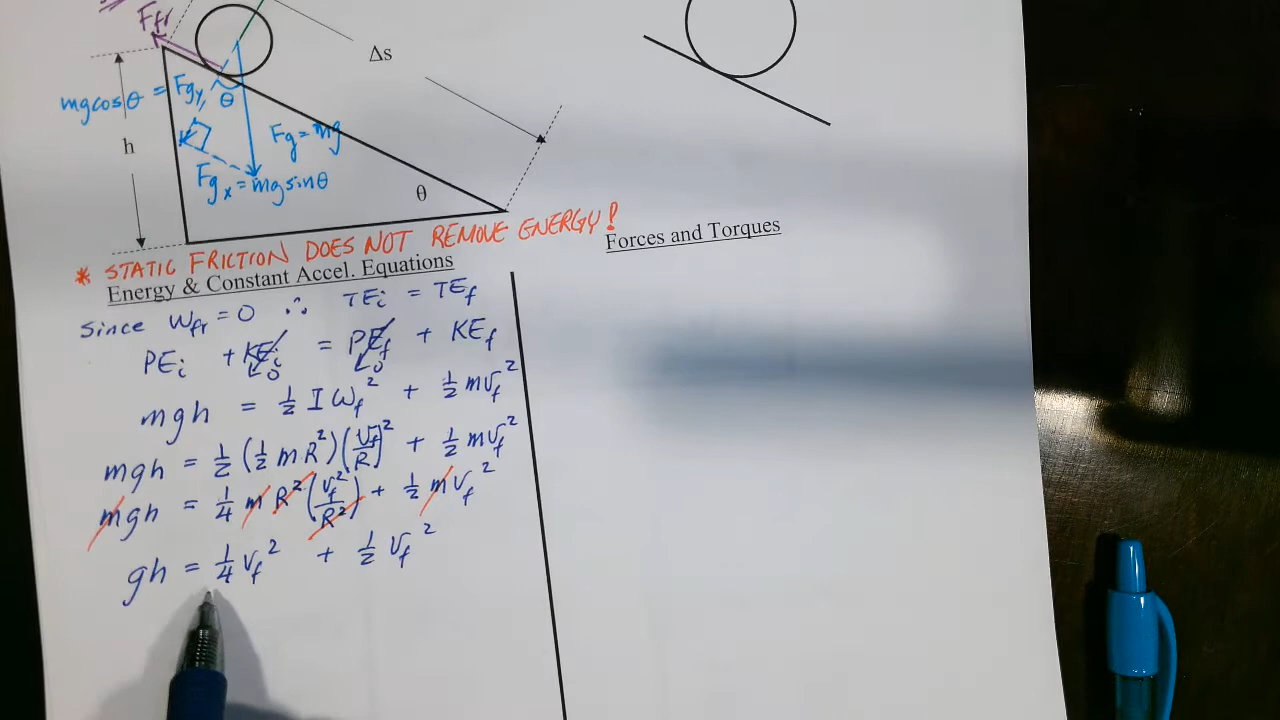 Ffr
Δs
mgcosθ = Fgy
θ
h
Fg=mg
Fgx=mgsinθ
θ
* STATIC FRICTION DOES NOT REMOVE ENERGY!
Energy & Constant Accel. Equations
Forces and Torques
Since Wfr = 0 ∴ TEi = TEf
PEi + KEi = PEf + KEf
0 0
mgh = 1/2 I ωf² + 1/2 mvf²
mgh = 1/2 (1/2 mR²)(vf/R)² + 1/2 mvf²
mgh = 1/4 mR²(vf²/R²) + 1/2 mvf²
gh = 1/4 vf² + 1/2 vf²